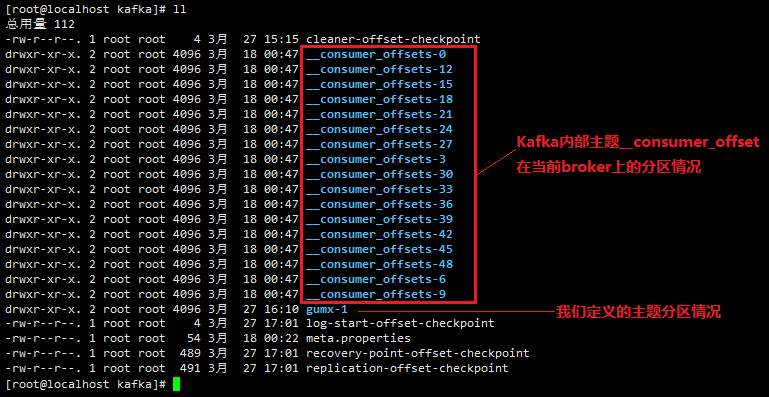 [root@localhost kafka]# ll
总用量 112
-rw-r--r--. 1 root root    4 3月  27 15:15 cleaner-offset-checkpoint
drwxr-xr-x. 2 root root 4096 3月  18 00:47 __consumer_offsets-0
drwxr-xr-x. 2 root root 4096 3月  18 00:47 __consumer_offsets-12
drwxr-xr-x. 2 root root 4096 3月  18 00:47 __consumer_offsets-15
drwxr-xr-x. 2 root root 4096 3月  18 00:47 __consumer_offsets-18
drwxr-xr-x. 2 root root 4096 3月  18 00:47 __consumer_offsets-21
drwxr-xr-x. 2 root root 4096 3月  18 00:47 __consumer_offsets-24
drwxr-xr-x. 2 root root 4096 3月  18 00:47 __consumer_offsets-27
drwxr-xr-x. 2 root root 4096 3月  18 00:47 __consumer_offsets-3
drwxr-xr-x. 2 root root 4096 3月  18 00:47 __consumer_offsets-30
drwxr-xr-x. 2 root root 4096 3月  18 00:47 __consumer_offsets-33
drwxr-xr-x. 2 root root 4096 3月  18 00:47 __consumer_offsets-36
drwxr-xr-x. 2 root root 4096 3月  18 00:47 __consumer_offsets-39
drwxr-xr-x. 2 root root 4096 3月  18 00:47 __consumer_offsets-42
drwxr-xr-x. 2 root root 4096 3月  18 00:47 __consumer_offsets-45
drwxr-xr-x. 2 root root 4096 3月  18 00:47 __consumer_offsets-48
drwxr-xr-x. 2 root root 4096 3月  18 00:47 __consumer_offsets-6
drwxr-xr-x. 2 root root 4096 3月  18 00:47 __consumer_offsets-9
drwxr-xr-x. 2 root root 4096 3月  27 16:10 gumx-1
-rw-r--r--. 1 root root    4 3月  27 17:01 log-start-offset-checkpoint
-rw-r--r--. 1 root root   54 3月  18 00:22 meta.properties
-rw-r--r--. 1 root root  489 3月  27 17:01 recovery-point-offset-checkpoint
-rw-r--r--. 1 root root  491 3月  27 17:01 replication-offset-checkpoint
[root@localhost kafka]#
Kafka内部主题__consumer_offset
在当前broker上的分区情况
我们定义的主题分区情况